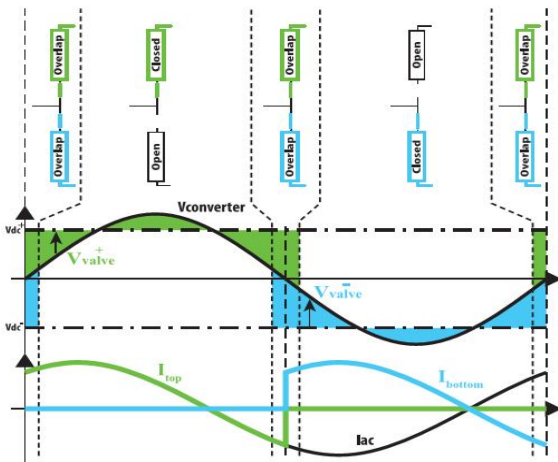 Overlap
Closed
Overlap
Open
Overlap
Overlap
Open
Overlap
Closed
Overlap
Vconverter
Vdc+
V valve +
V valve -
Vdc-
I top
I bottom
Iac